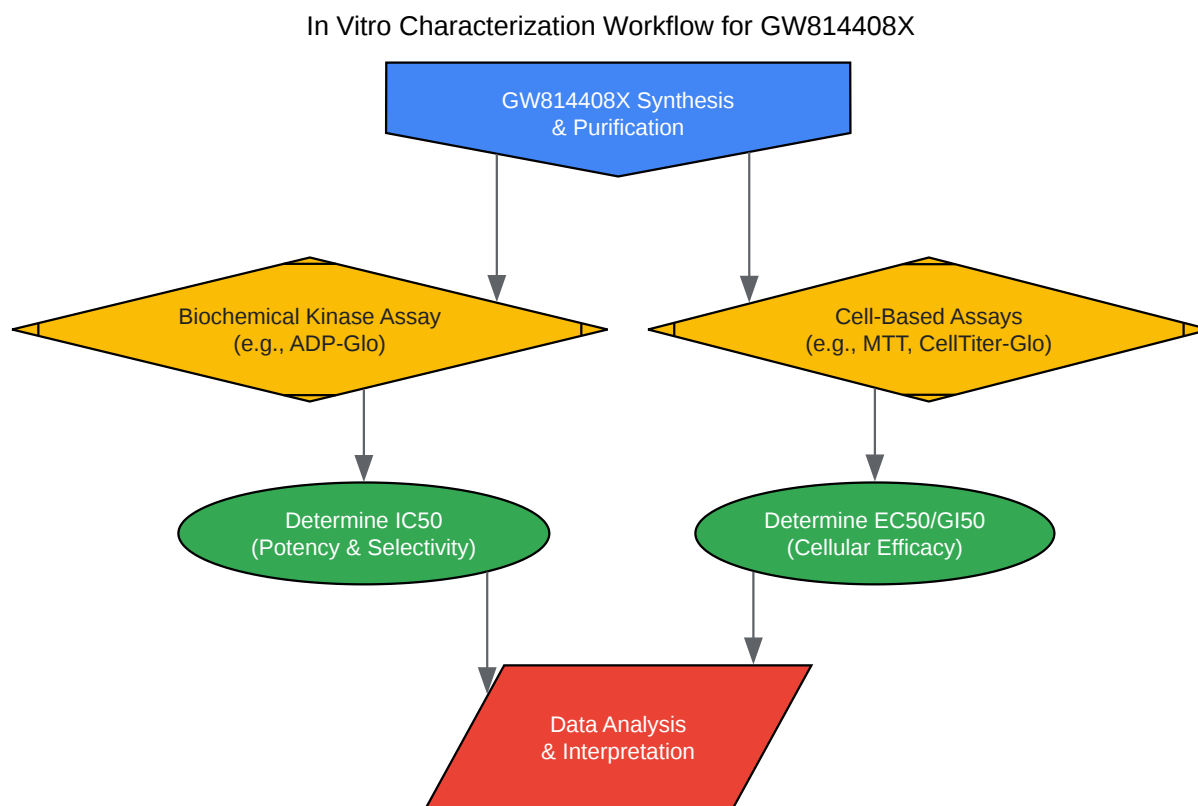 In Vitro Characterization Workflow for GW814408X
GW814408X Synthesis
& Purification
Biochemical Kinase Assay
(e.g., ADP-Glo)
Cell-Based Assays
(e.g., MTT, CellTiter-Glo)
Determine IC50
(Potency & Selectivity)
Determine EC50/GI50
(Cellular Efficacy)
Data Analysis
& Interpretation